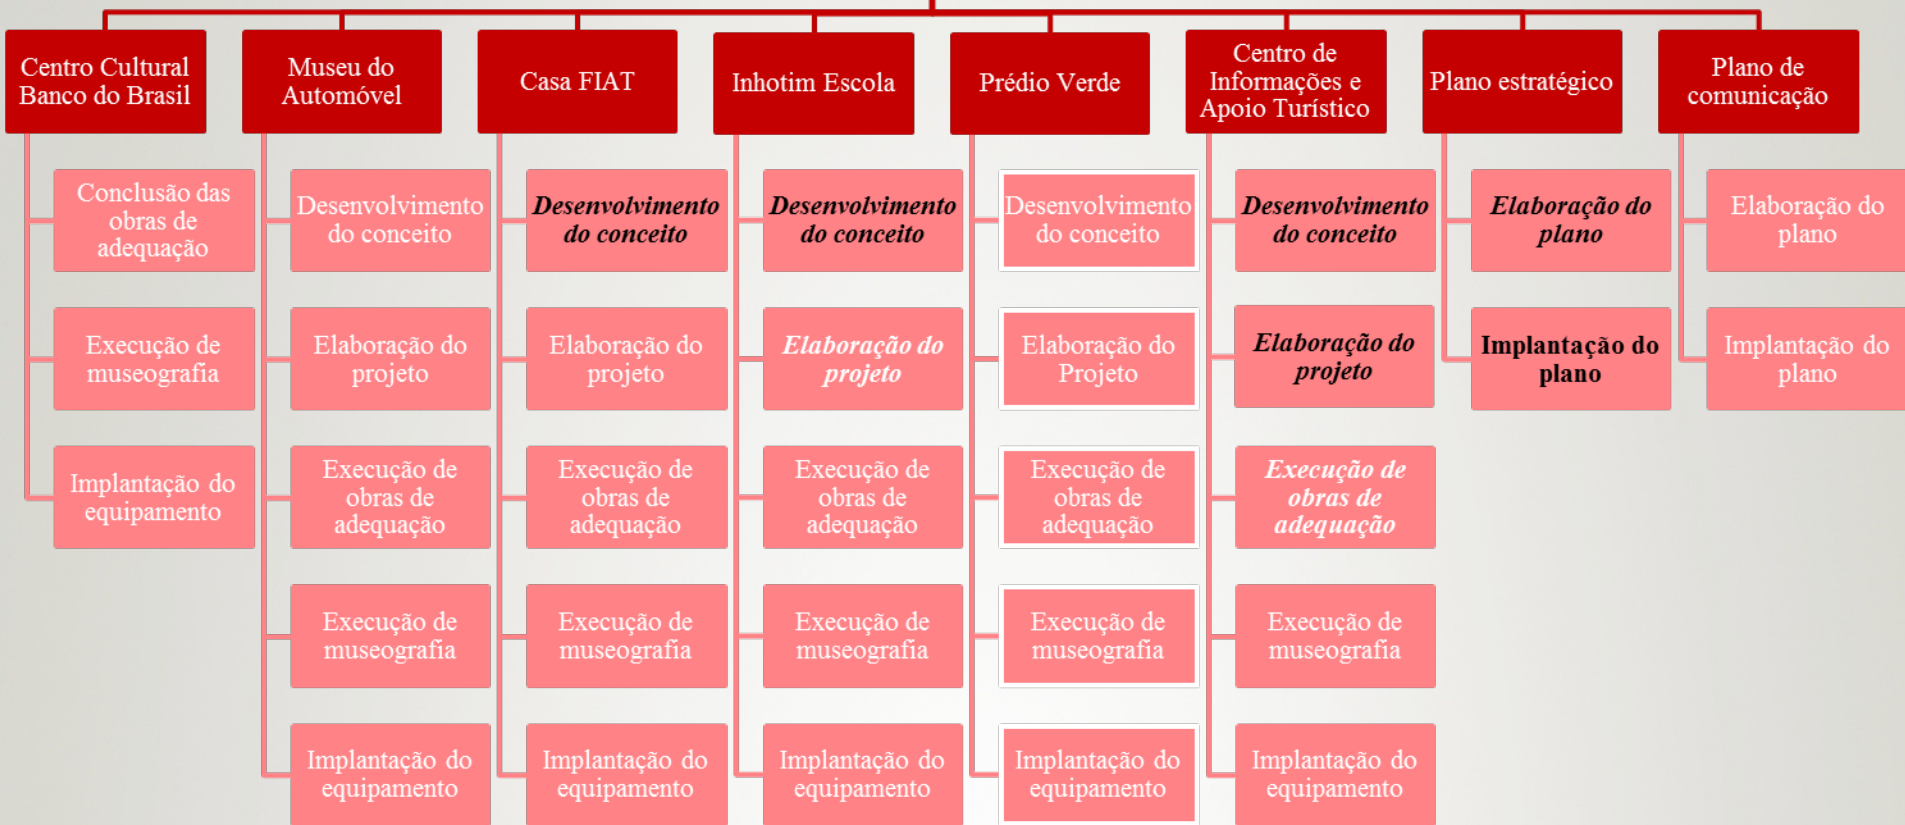 Centro Cultural
Banco do Brasil
Conclusão das
obras de
adequação
Execução de
museografia
Implantação do
equipamento
Museu do
Automóvel
Desenvolvimento
do conceito
Elaboração do
projeto
Execução de
obras de
adequação
Execução de
museografia
Implantação do
equipamento
Casa FIAT
Desenvolvimento
do conceito
Elaboração do
projeto
Execução de
obras de
adequação
Execução de
museografia
Implantação do
equipamento
Inhotim Escola
Desenvolvimento
do conceito
Elaboração do
projeto
Execução de
obras de
adequação
Execução de
museografia
Implantação do
equipamento
Prédio Verde
Desenvolvimento
do conceito
Elaboração do
Projeto
Execução de
obras de
adequação
Execução de
museografia
Implantação do
equipamento
Centro de
Informações e
Apoio Turístico
Desenvolvimento
do conceito
Elaboração do
projeto
Execução de
obras de
adequação
Execução de
museografia
Implantação do
equipamento
Plano estratégico
Elaboração do
plano
Implantação do
plano
Plano de
comunicação
Elaboração do
plano
Implantação do
plano